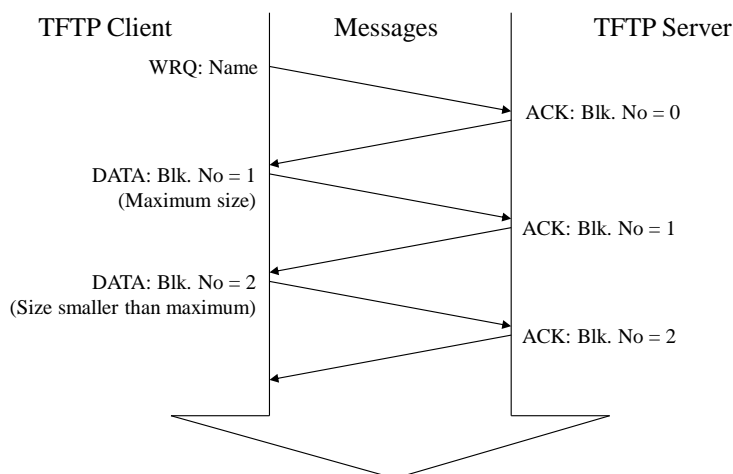 TFTP Client
Messages
TFTP Server
WRQ: Name
ACK: Blk. No = 0
DATA: Blk. No = 1
(Maximum size)
ACK: Blk. No = 1
DATA: Blk. No = 2
(Size smaller than maximum)
ACK: Blk. No = 2